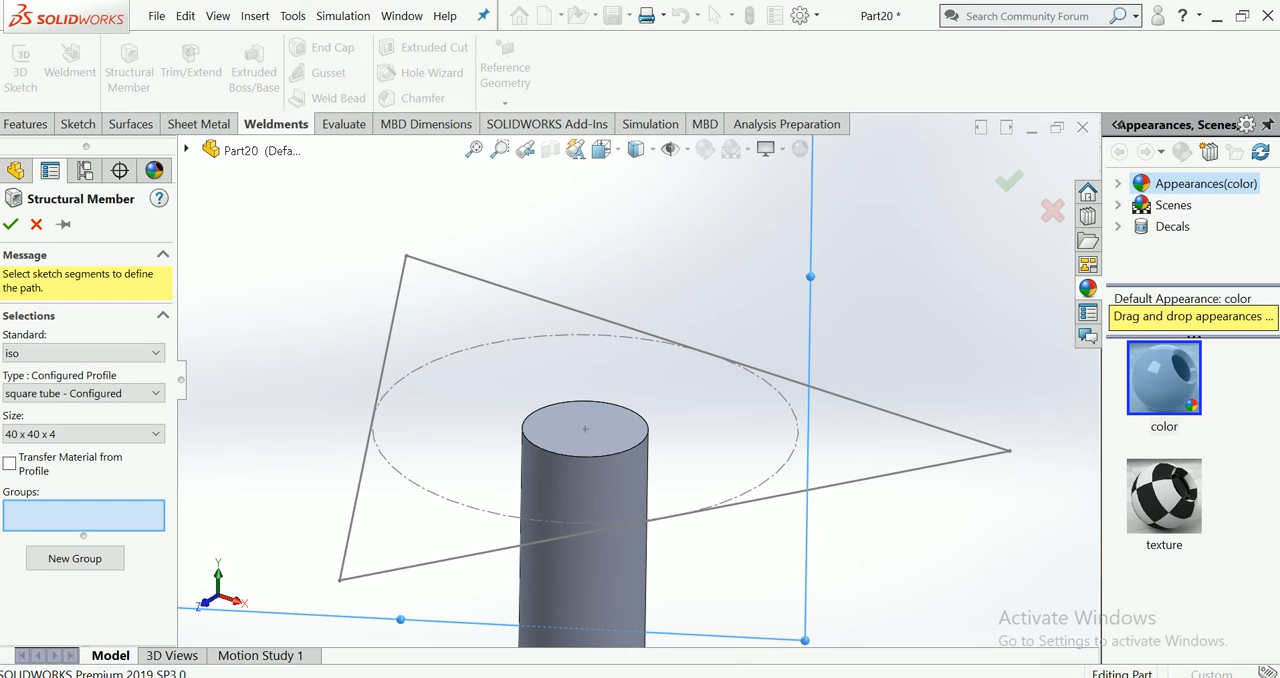 SOLIDWORKS File Edit View Insert Tools Simulation Window Help Part20 * Search Community Forum ?
3D Sketch
Weldment
Structural Member
Trim/Extend
Extruded Boss/Base
End Cap
Gusset
Weld Bead
Extruded Cut
Hole Wizard
Chamfer
Reference Geometry
Features Sketch Surfaces Sheet Metal Weldments Evaluate MBD Dimensions SOLIDWORKS Add-Ins Simulation MBD Analysis Preparation
Appearances, Scenes
Part20 (Defa...
Structural Member ?
Message
Select sketch segments to define
the path.
Selections
Standard:
iso
Type : Configured Profile
square tube - Configured
Size:
40 x 40 x 4
Transfer Material from
Profile
Groups:
New Group
Y
Z
X
Appearances(color)
Scenes
Decals
Default Appearance: color
Drag and drop appearances ...
color
texture
Activate Windows
Go to Settings to activate Windows.
Model 3D Views Motion Study 1
SOLIDWORKS Premium 2019 SP3.0 Editing Part Custom